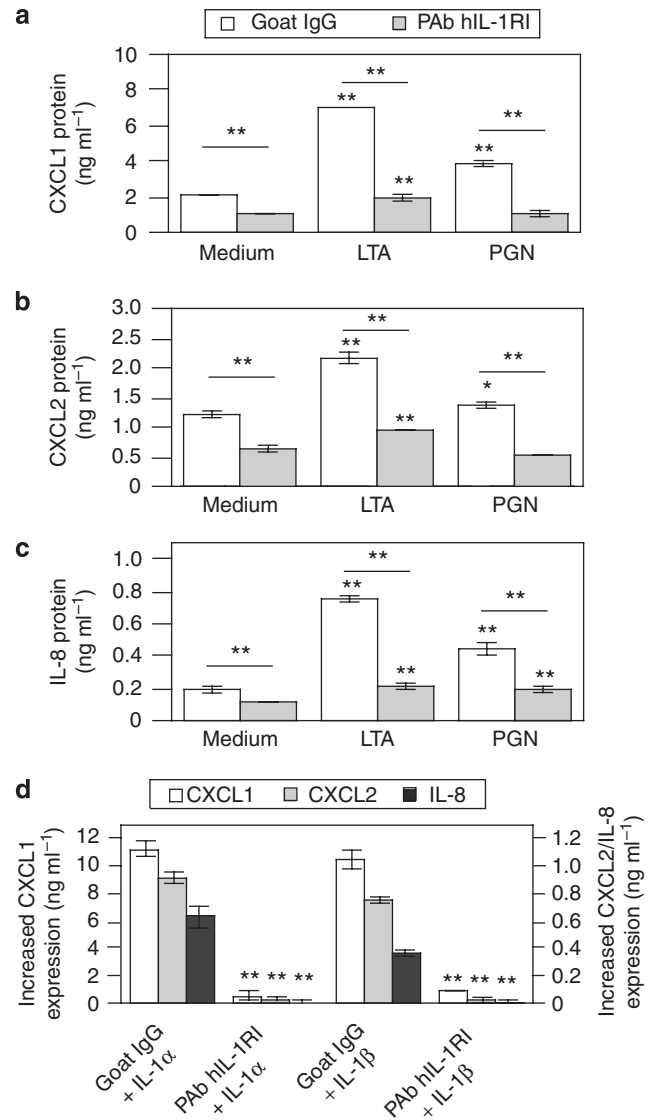 a
Goat IgG PAb hIL-1RI
CXCL1 protein
(ng ml⁻¹)
10
8
6
4
2
0
**
**
**
**
**
**
Medium LTA PGN
b
CXCL2 protein
(ng ml⁻¹)
3.0
2.5
2.0
1.5
1.0
0.5
0
**
**
**
**
**
*
Medium LTA PGN
c
IL-8 protein
(ng ml⁻¹)
1.0
0.8
0.6
0.4
0.2
0
**
**
**
**
**
**
**
Medium LTA PGN
d
CXCL1 CXCL2 IL-8
Increased CXCL1
expression (ng ml⁻¹)
12
10
8
6
4
2
0
** ** **
** ** **
1.2
1.0
0.8
0.6
0.4
0.2
0
Increased CXCL2/IL-8
expression (ng ml⁻¹)
Goat IgG
+ IL-1α
PAb hIL-1RI
+ IL-1α
Goat IgG
+ IL-1β
PAb hIL-1RI
+ IL-1β